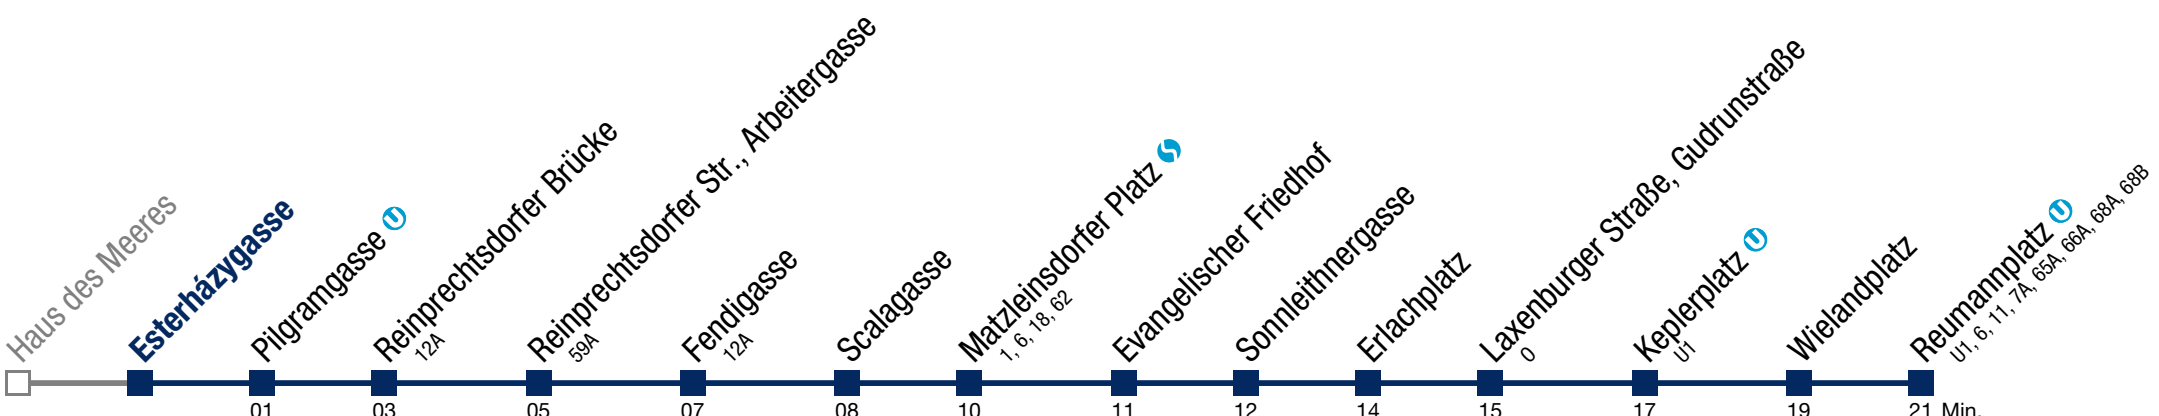 Haus des Meeres
Esterházygasse
Pilgramgasse U
Reinprechtsdorfer Brücke
12A
Reinprechtsdorfer Str., Arbeitergasse
59A
Fendigasse
12A
Scalagasse
Matzleinsdorfer Platz S
1, 6, 18, 62
Evangelischer Friedhof
Sonnleithnergasse
Erlachplatz
Laxenburger Straße, Gudrunstraße
O
Keplerplatz U
U1
Wielandplatz
Reumannplatz U
U1, 6, 11, 7A, 65A, 66A, 68A, 68B
01 03 05 07 08 10 11 12 14 15 17 19 21 Min.